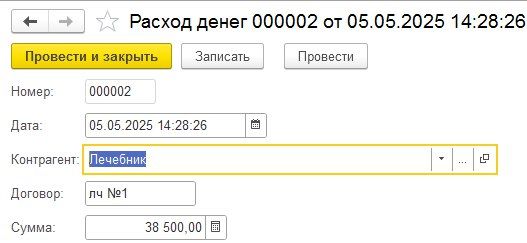 Расход денег 000002 от 05.05.2025 14:28:26
Провести и закрыть Записать Провести
Номер: 000002
Дата: 05.05.2025 14:28:26
Контрагент: Лечебник ...
Договор: лч №1
Сумма: 38 500,00